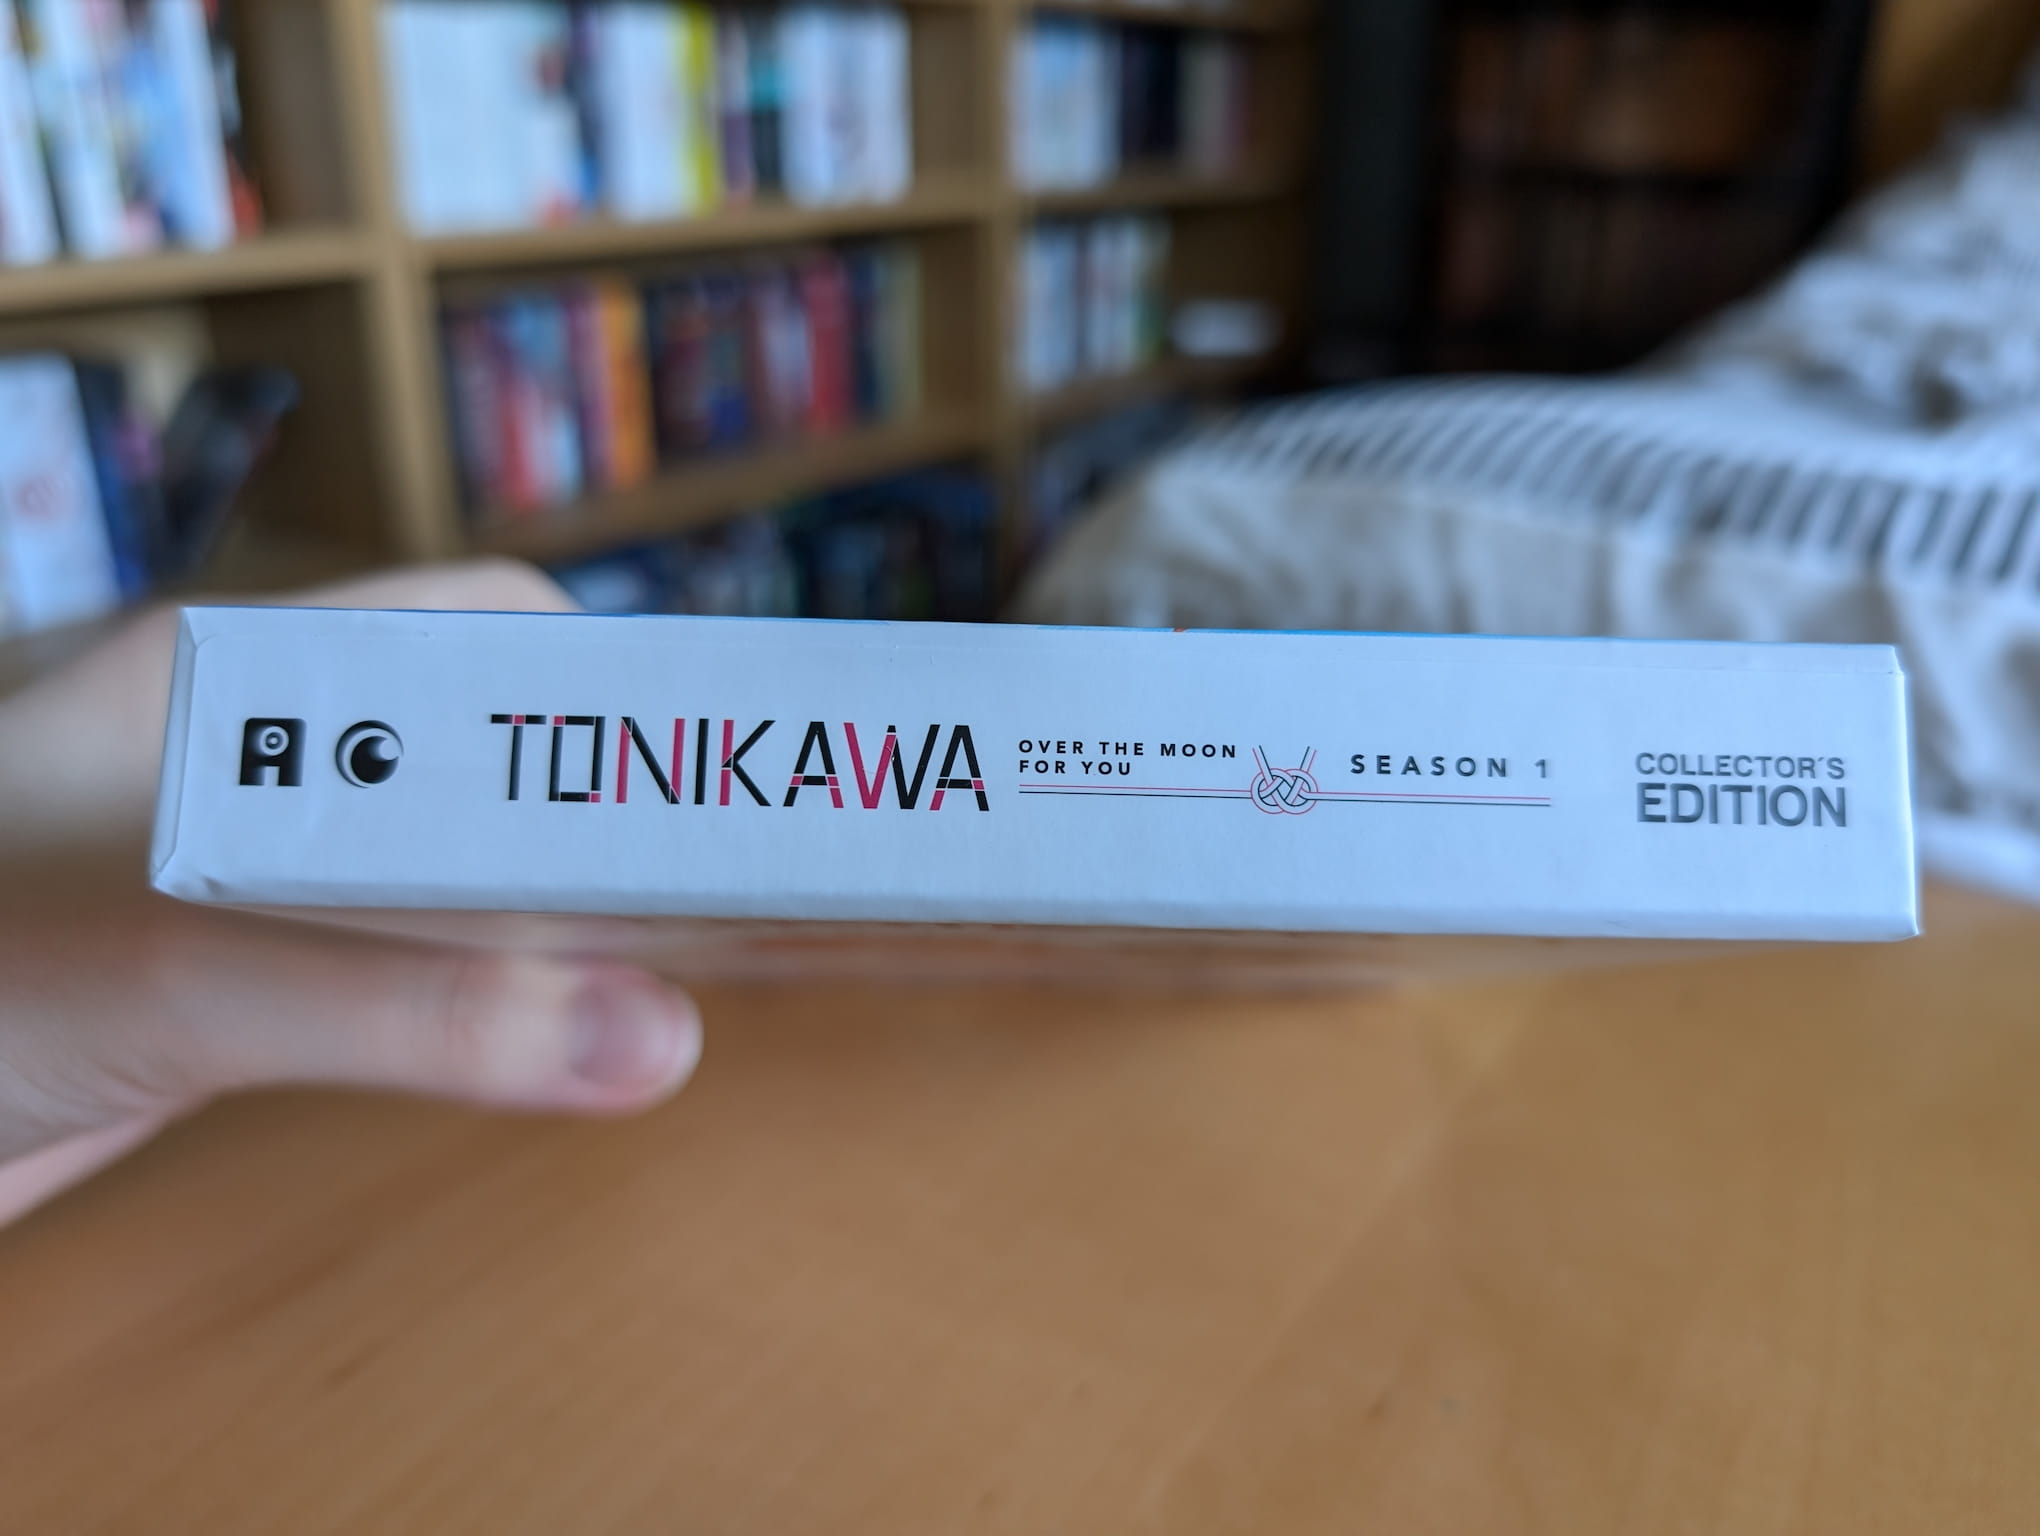 TONIKAWA
OVER THE MOON
FOR YOU
SEASON 1
COLLECTOR'S
EDITION